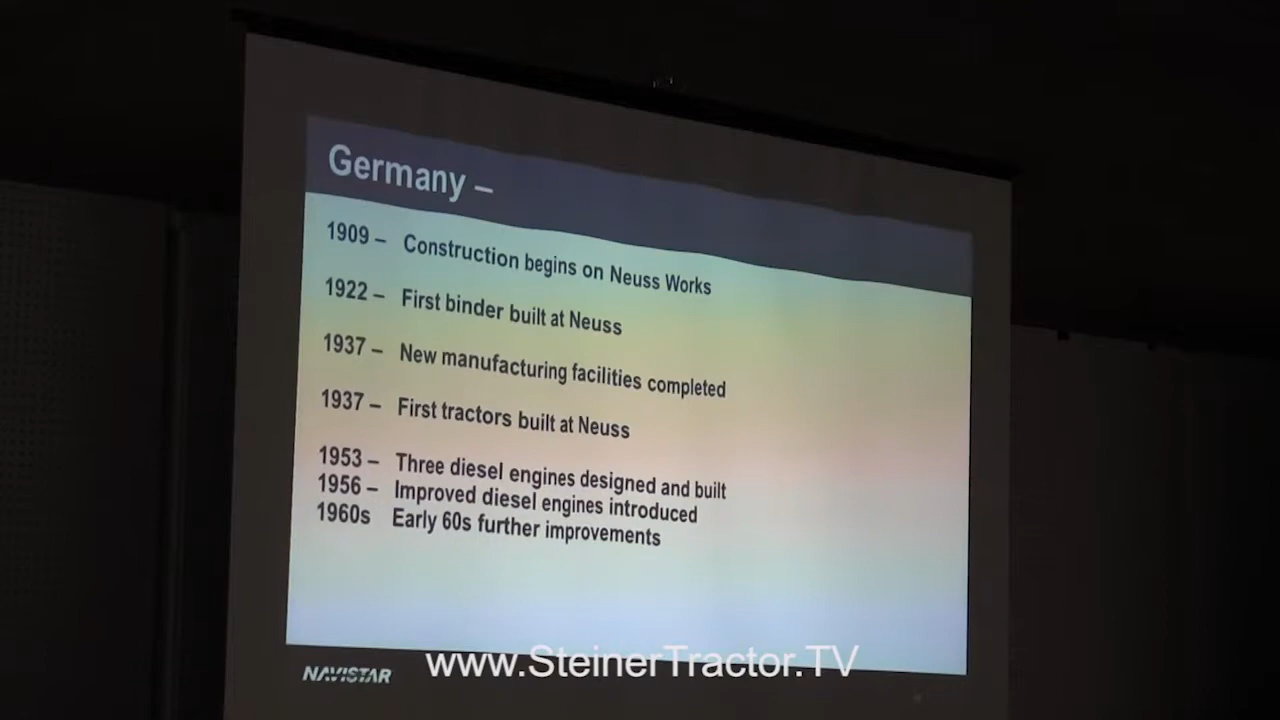 Germany –
1909 – Construction begins on Neuss Works
1922 – First binder built at Neuss
1937 – New manufacturing facilities completed
1937 – First tractors built at Neuss
1953 – Three diesel engines designed and built
1956 – Improved diesel engines introduced
1960s Early 60s further improvements
NAVISTAR
www.SteinerTractor.TV